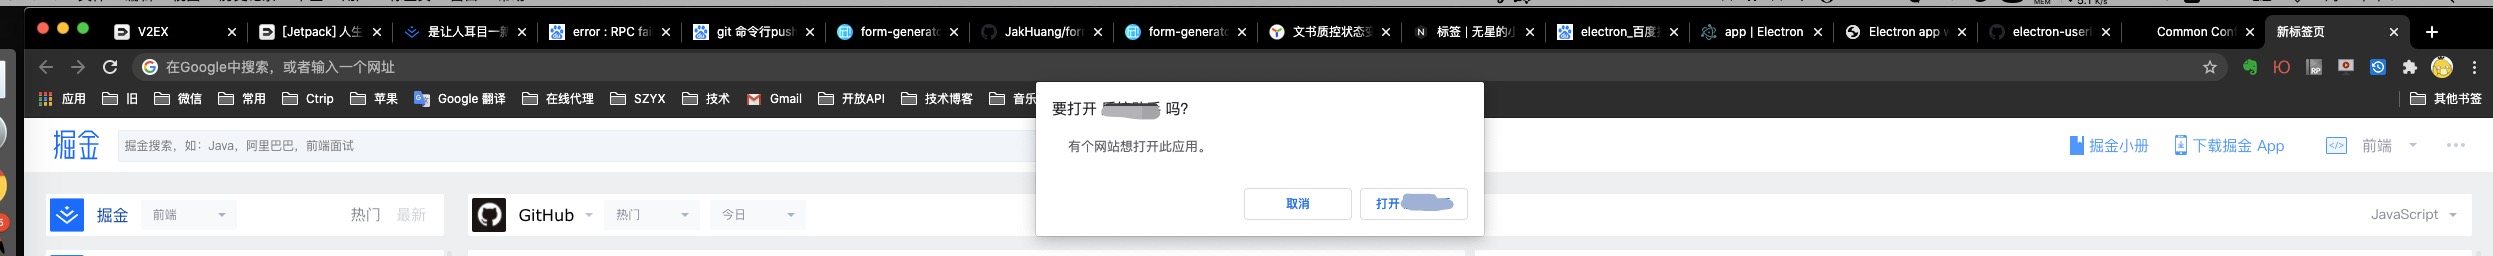 V2EX
[Jetpack] 人生
是让人耳目一新
error : RPC fai
git 命令行push
form-generato
JakHuang/form
form-generato
文书质控状态变
标签 | 无星的小
electron_百度
app | Electron
Electron app w
electron-userl
Common Conf
新标签页
在Google中搜索，或者输入一个网址
应用 旧 微信 常用 Ctrip 苹果 Google 翻译 在线代理 SZYX 技术 Gmail 开放API 技术博客 音乐 其他书签
要打开 吗?
有个网站想打开此应用。
取消 打开
掘金
掘金搜索，如：Java，阿里巴巴，前端面试
掘金小册 下载掘金 App </> 前端
掘金 前端 热门 最新
GitHub 热门 今日 JavaScript